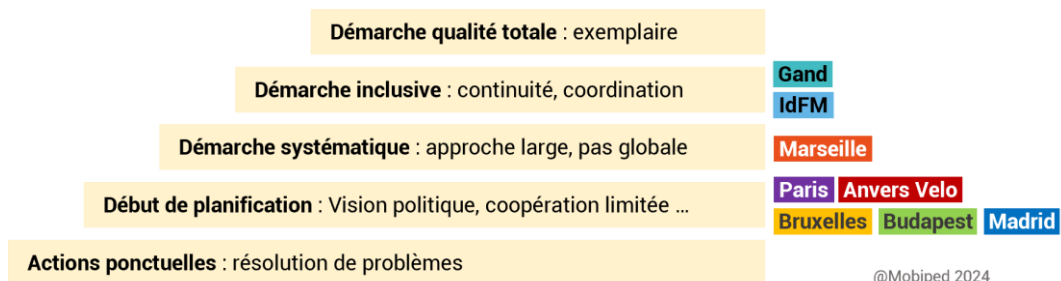 Démarche qualité totale : exemplaire
Démarche inclusive : continuité, coordination
Gand
IdFM
Démarche systématique : approche large, pas globale
Marseille
Début de planification : Vision politique, coopération limitée ...
Paris Anvers Velo
Bruxelles Budapest Madrid
Actions ponctuelles : résolution de problèmes
@Mobiped 2024